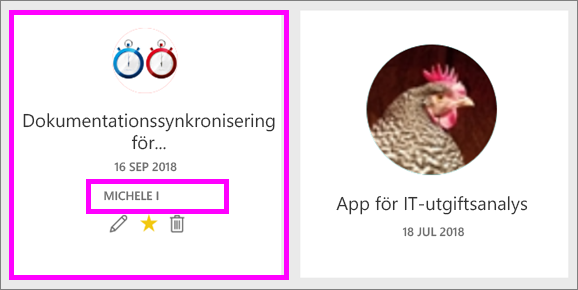 Dokumentationssynkronisering
för...
16 SEP 2018
MICHELE I
App för IT-utgiftsanalys
18 JUL 2018